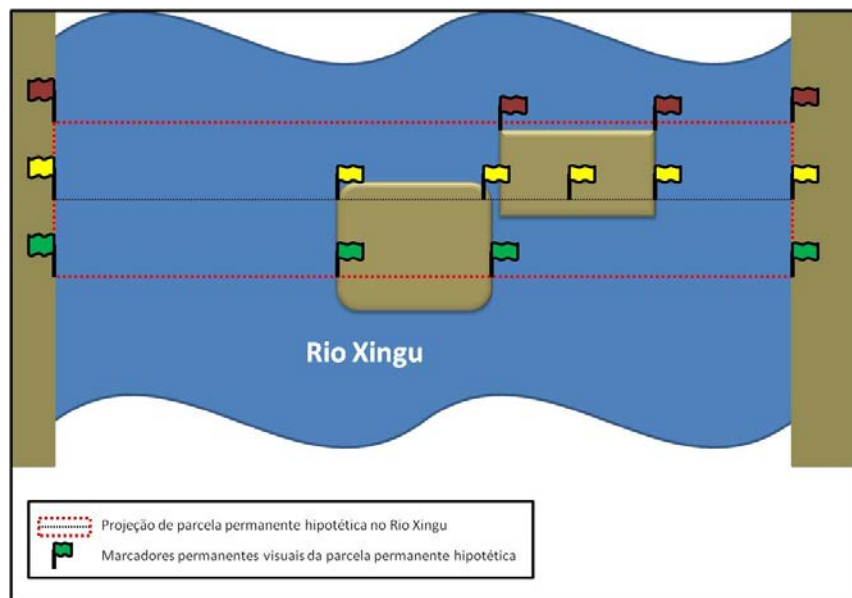 Rio Xingu
Projeção de parcela permanente hipotética no Rio Xingu
Marcadores permanentes visuais da parcela permanente hipotética